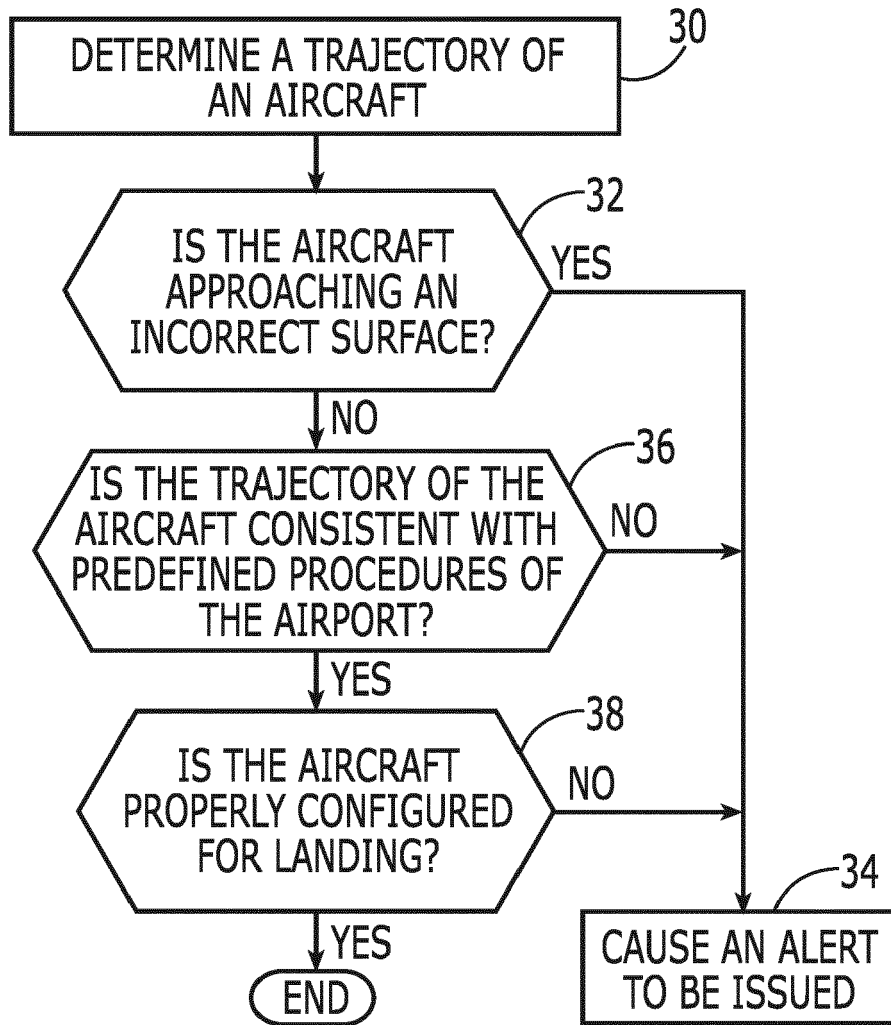 DETERMINE A TRAJECTORY OF
AN AIRCRAFT
30
IS THE AIRCRAFT
APPROACHING AN
INCORRECT SURFACE?
32
YES
NO
IS THE TRAJECTORY OF THE
AIRCRAFT CONSISTENT WITH
PREDEFINED PROCEDURES OF
THE AIRPORT?
36
NO
YES
IS THE AIRCRAFT
PROPERLY CONFIGURED
FOR LANDING?
38
NO
YES
END
34
CAUSE AN ALERT
TO BE ISSUED